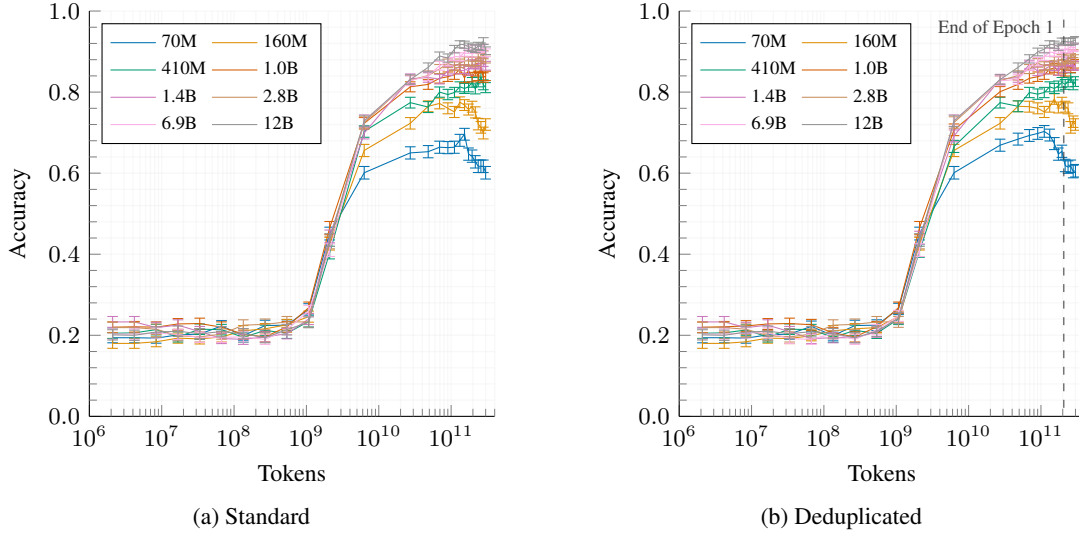 1.0
0.8
0.6
0.4
0.2
0.0
Accuracy
70M 160M
410M 1.0B
1.4B 2.8B
6.9B 12B
10^6 10^7 10^8 10^9 10^10 10^11
Tokens
(a) Standard
1.0
0.8
0.6
0.4
0.2
0.0
Accuracy
End of Epoch 1
70M 160M
410M 1.0B
1.4B 2.8B
6.9B 12B
10^6 10^7 10^8 10^9 10^10 10^11
Tokens
(b) Deduplicated